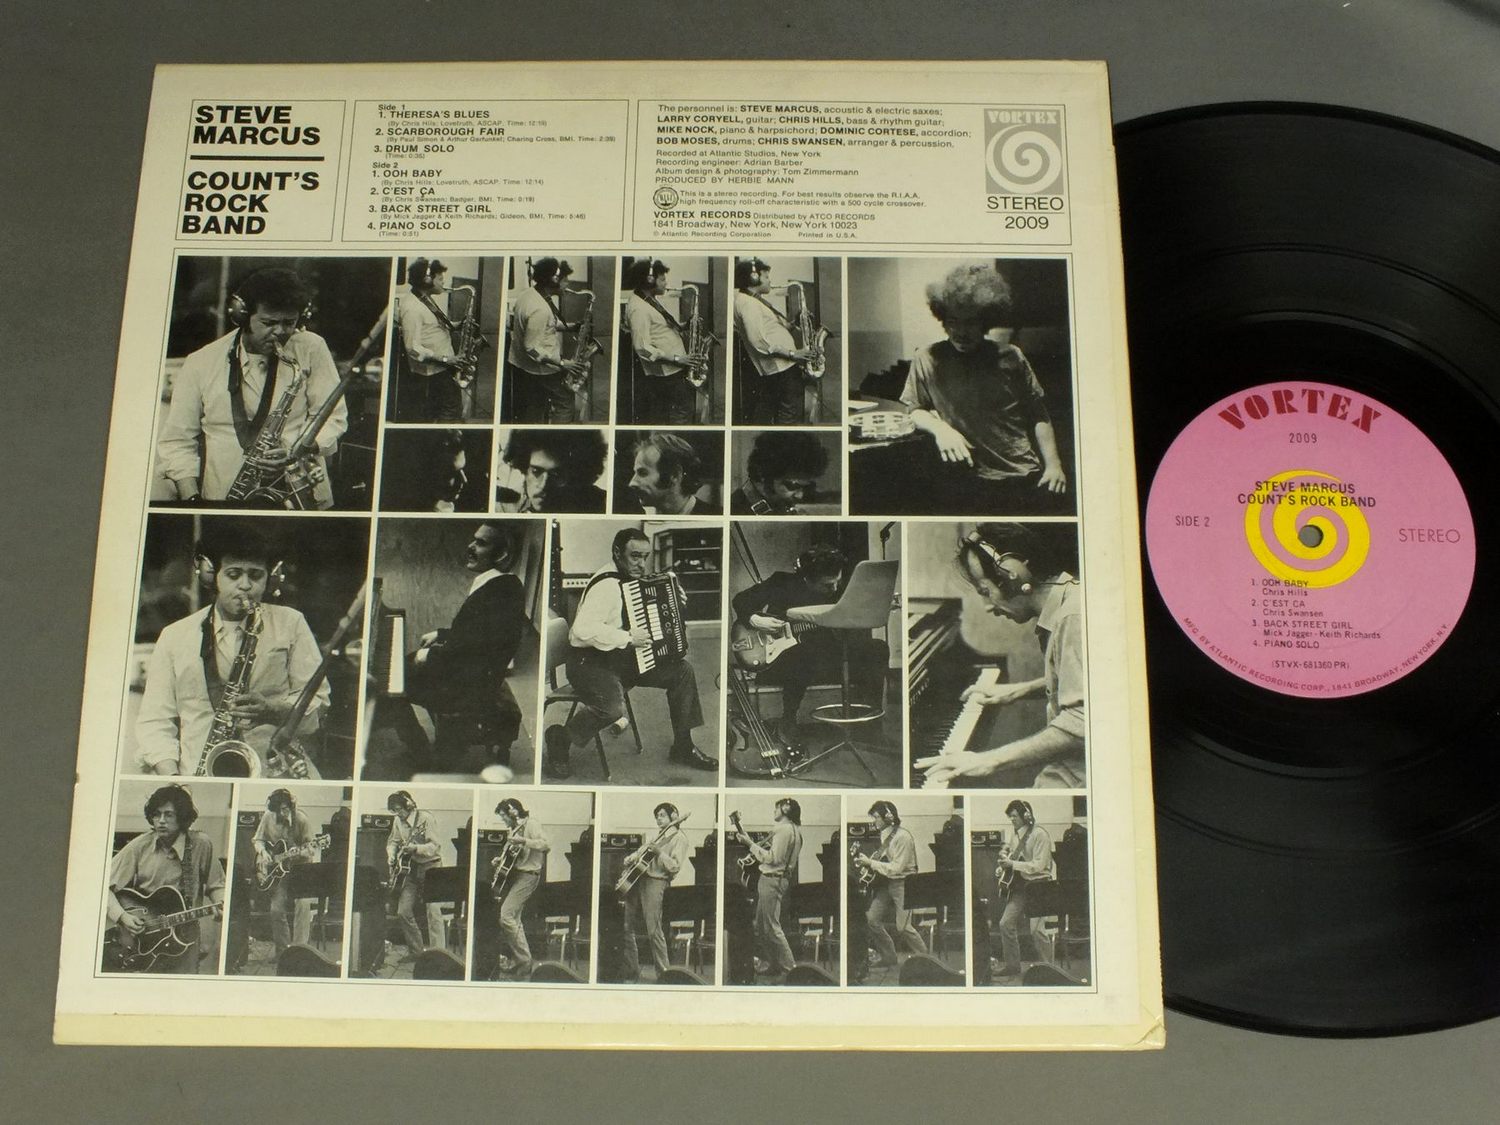 STEVE
MARCUS
COUNT'S
ROCK
BAND
Side 1
1. THERESA'S BLUES
(By Chris Hills; Lovetruth, ASCAP. Time: 12:19)
2. SCARBOROUGH FAIR
(By Paul Simon & Arthur Garfunkel; Charing Cross, BMI. Time: 2:39)
3. DRUM SOLO
(Time: 0:35)
Side 2
1. OOH BABY
(By Chris Hills; Lovetruth, ASCAP. Time: 12:14)
2. C'EST ÇA
(By Chris Swansen; Badger, BMI. Time: 0:19)
3. BACK STREET GIRL
(By Mick Jagger & Keith Richards; Gideon, BMI, Time: 5:46)
4. PIANO SOLO
(Time: 0:51)
The personnel is: STEVE MARCUS, acoustic & electric saxes;
LARRY CORYELL, guitar; CHRIS HILLS, bass & rhythm guitar;
MIKE NOCK, piano & harpsichord; DOMINIC CORTESE, accordion;
BOB MOSES, drums; CHRIS SWANSEN, arranger & percussion.
Recorded at Atlantic Studios, New York
Recording engineer: Adrian Barber
Album design & photography: Tom Zimmermann
PRODUCED BY HERBIE MANN
This is a stereo recording. For best results observe the R.I.A.A.
high frequency roll-off characteristic with a 500 cycle crossover.
VORTEX RECORDS Distributed by ATCO RECORDS
1841 Broadway, New York, New York 10023
© Atlantic Recording Corporation Printed in U.S.A.
VORTEX
STEREO
2009
VORTEX
2009
STEVE MARCUS
COUNT'S ROCK BAND
SIDE 2
STEREO
1. OOH BABY
Chris Hills
2. C'EST CA
Chris Swansen
3. BACK STREET GIRL
Mick Jagger - Keith Richards
4. PIANO SOLO
(STVX-681360 PR)
MFG. BY ATLANTIC RECORDING CORP., 1841 BROADWAY, NEW YORK, N.Y.